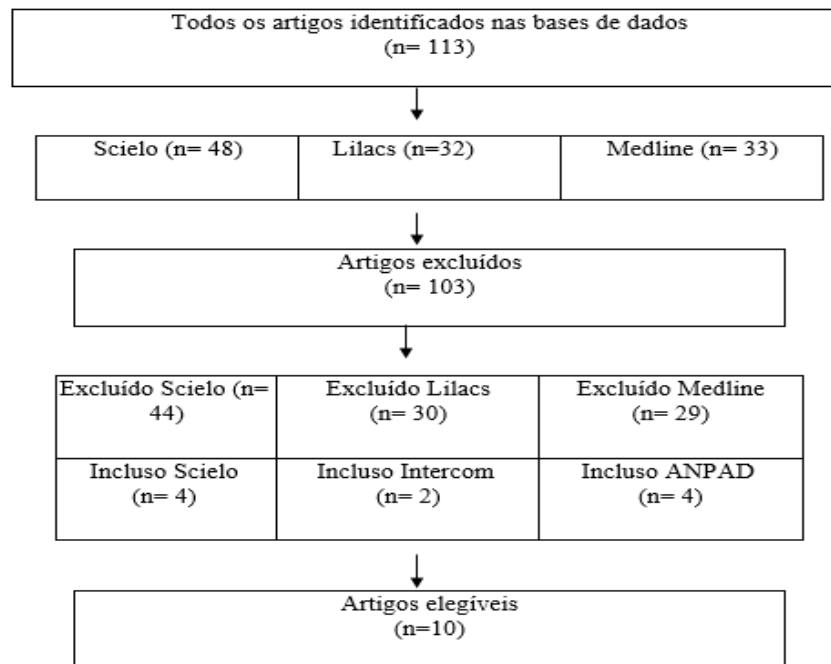 Todos os artigos identificados nas bases de dados
(n= 113)
Scielo (n= 48)
Lilacs (n=32)
Medline (n= 33)
Artigos excluídos
(n= 103)
Excluído Scielo (n=
44)
Excluído Lilacs
(n= 30)
Excluído Medline
(n= 29)
Incluso Scielo
(n= 4)
Incluso Intercom
(n= 2)
Incluso ANPAD
(n= 4)
Artigos elegíveis
(n=10)